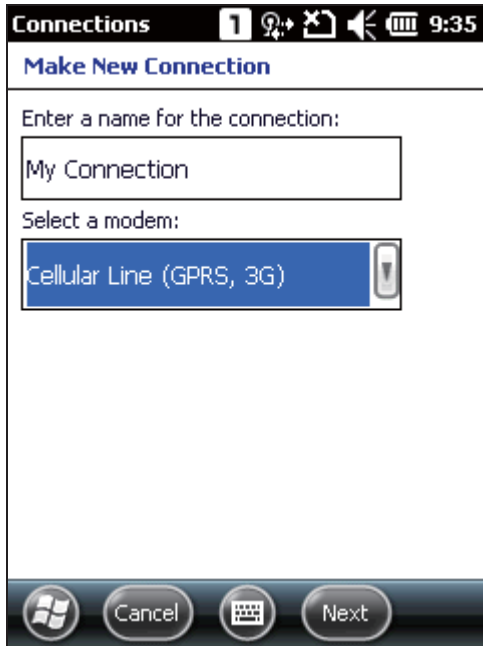 Connections 1 9:35
Make New Connection
Enter a name for the connection:
My Connection
Select a modem:
Cellular Line (GPRS, 3G)
Cancel Next